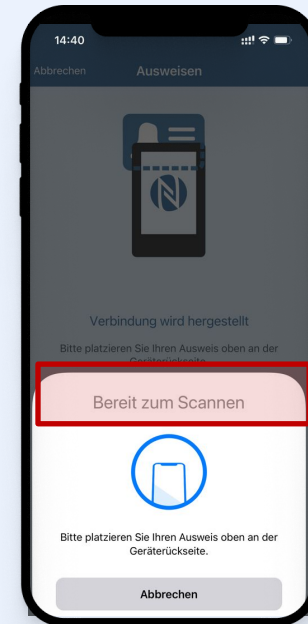 14:40
Abbrechen Ausweisen
Verbindung wird hergestellt
Bitte platzieren Sie Ihren Ausweis oben an der
Geräterückseite.
Bereit zum Scannen
Bitte platzieren Sie Ihren Ausweis oben an der
Geräterückseite.
Abbrechen